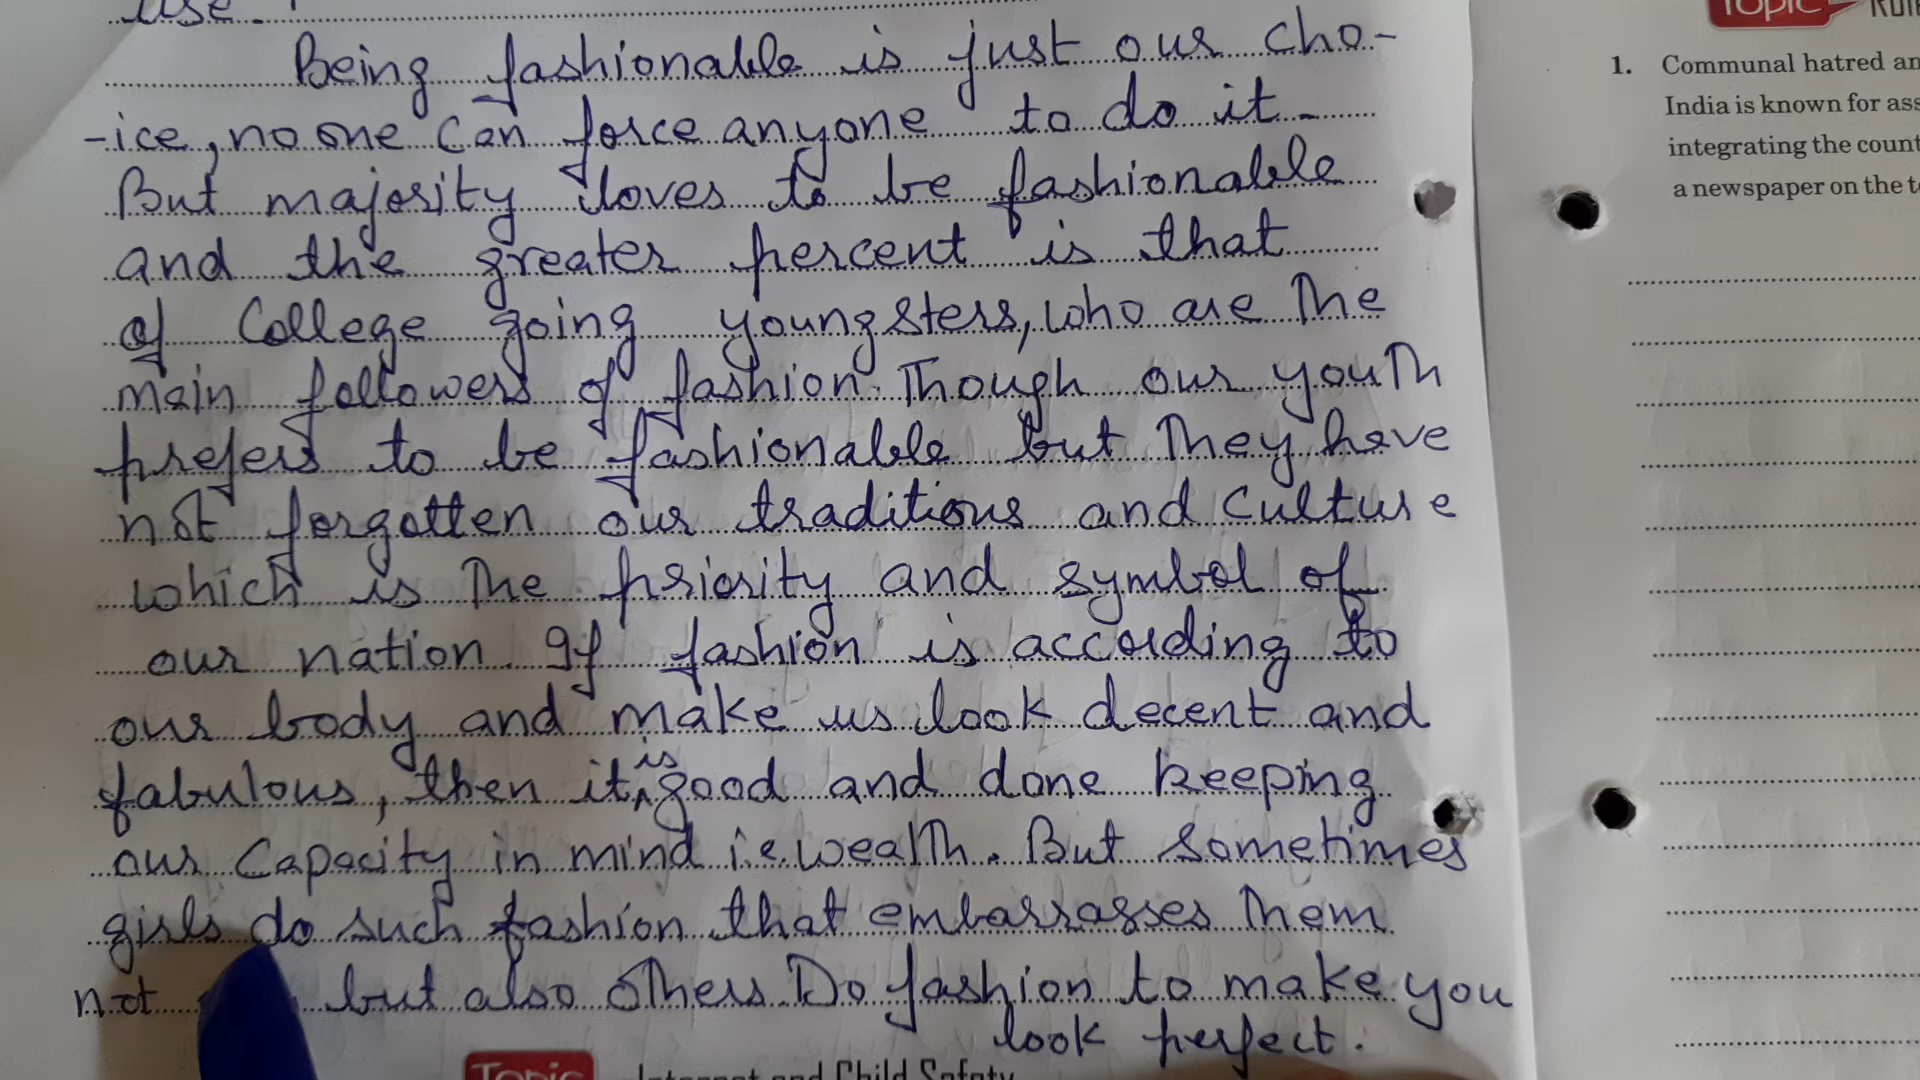 use.
Being fashionable is just our cho-
-ice, no one can force anyone to do it.
But majority loves to be fashionable
and the greater percent is that
of College going youngsters, who are the
main followers of fashion. Though our youth
prefers to be fashionable but they have
not forgotten our traditions and culture
which is the priority and symbol of
our nation. If fashion is according to
our body and make us look decent and
fabulous, then it is good and done keeping
our capacity in mind i.e. wealth. But sometimes
girls do such fashion that embarrasses them
not but also others. Do fashion to make you
look perfect.
Topic
Internet and Child Safety
Topic
1. Communal hatred an
India is known for ass
integrating the count
a newspaper on the t